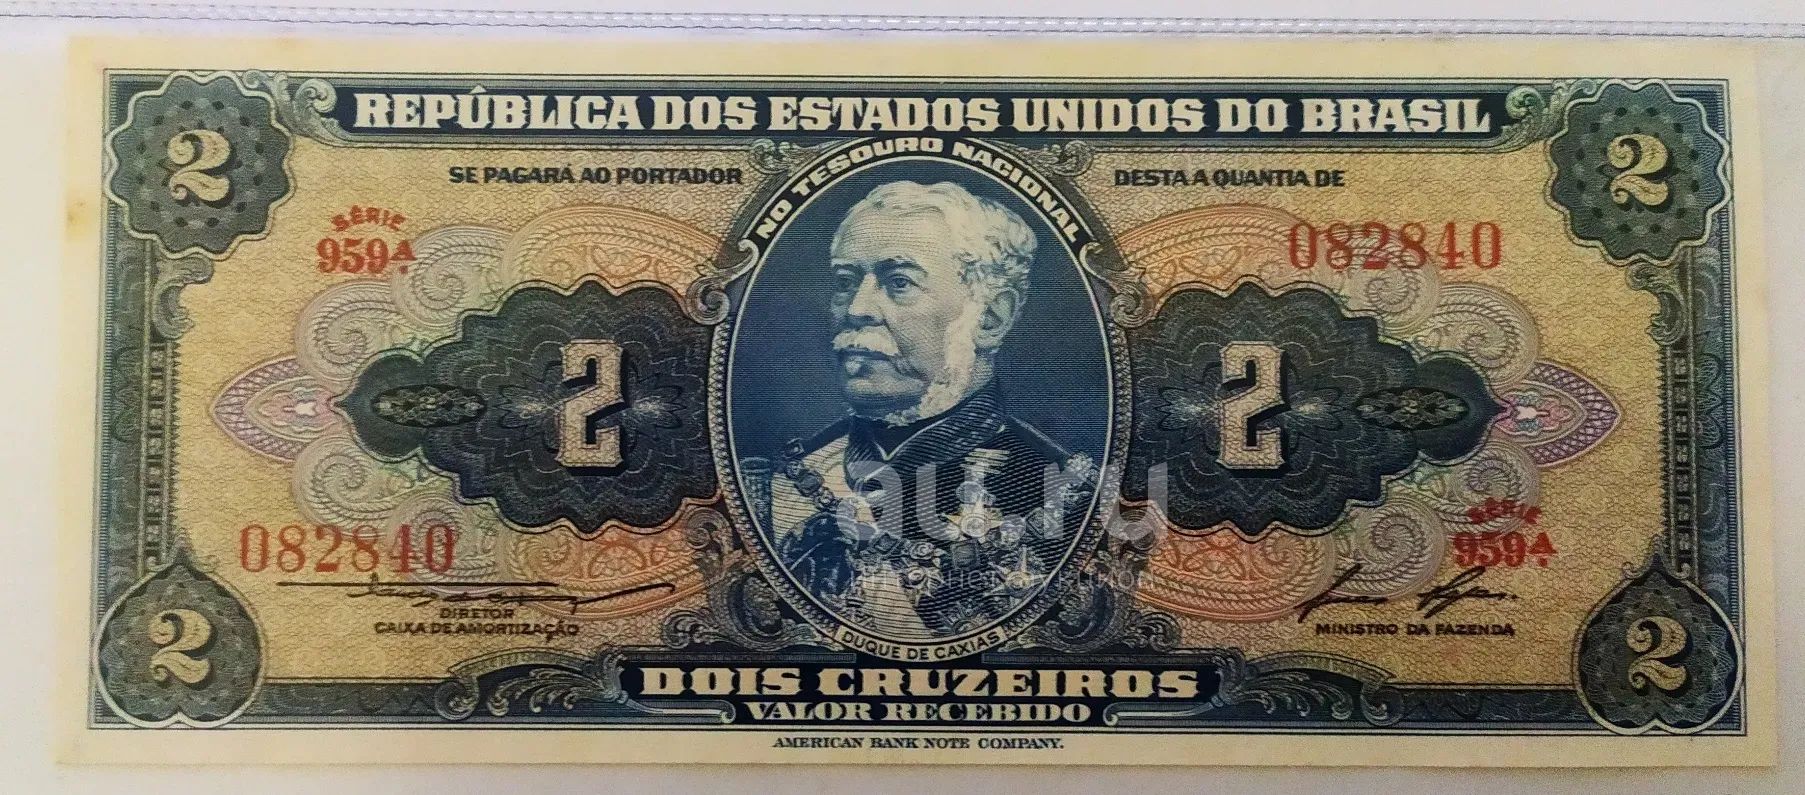 REPÚBLICA DOS ESTADOS UNIDOS DO BRASIL
2
2
NO TESOURO NACIONAL
SE PAGARÁ AO PORTADOR
DESTA A QUANTIA DE
SÉRIE
959A.
082840
2
2
082840
SÉRIE
959A.
DIRETOR
CAIXA DE AMORTIZAÇÃO
MINISTRO DA FAZENDA
au.ru
DUQUE DE CAXIAS
2
2
DOIS CRUZEIROS
VALOR RECEBIDO
AMERICAN BANK NOTE COMPANY.